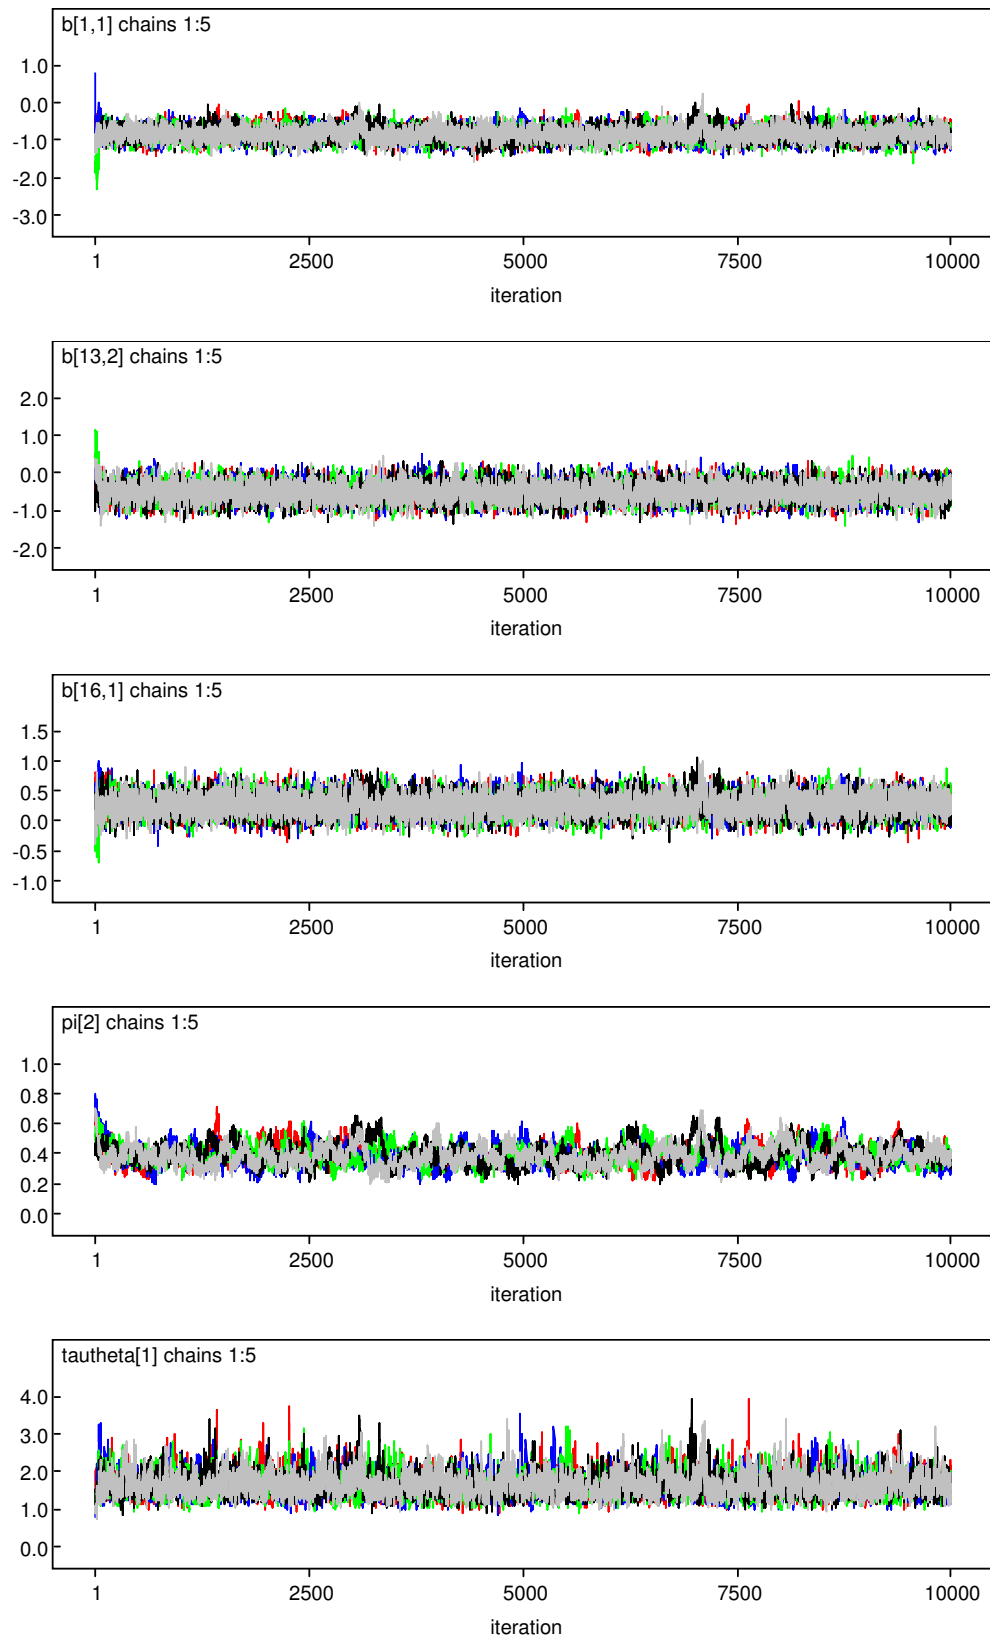 b[1,1] chains 1:5
1.0
0.0
-1.0
-2.0
-3.0
1 2500 5000 7500 10000
iteration
b[13,2] chains 1:5
2.0
1.0
0.0
-1.0
-2.0
1 2500 5000 7500 10000
iteration
b[16,1] chains 1:5
1.5
1.0
0.5
0.0
-0.5
-1.0
1 2500 5000 7500 10000
iteration
pi[2] chains 1:5
1.0
0.8
0.6
0.4
0.2
0.0
1 2500 5000 7500 10000
iteration
tautheta[1] chains 1:5
4.0
3.0
2.0
1.0
0.0
1 2500 5000 7500 10000
iteration